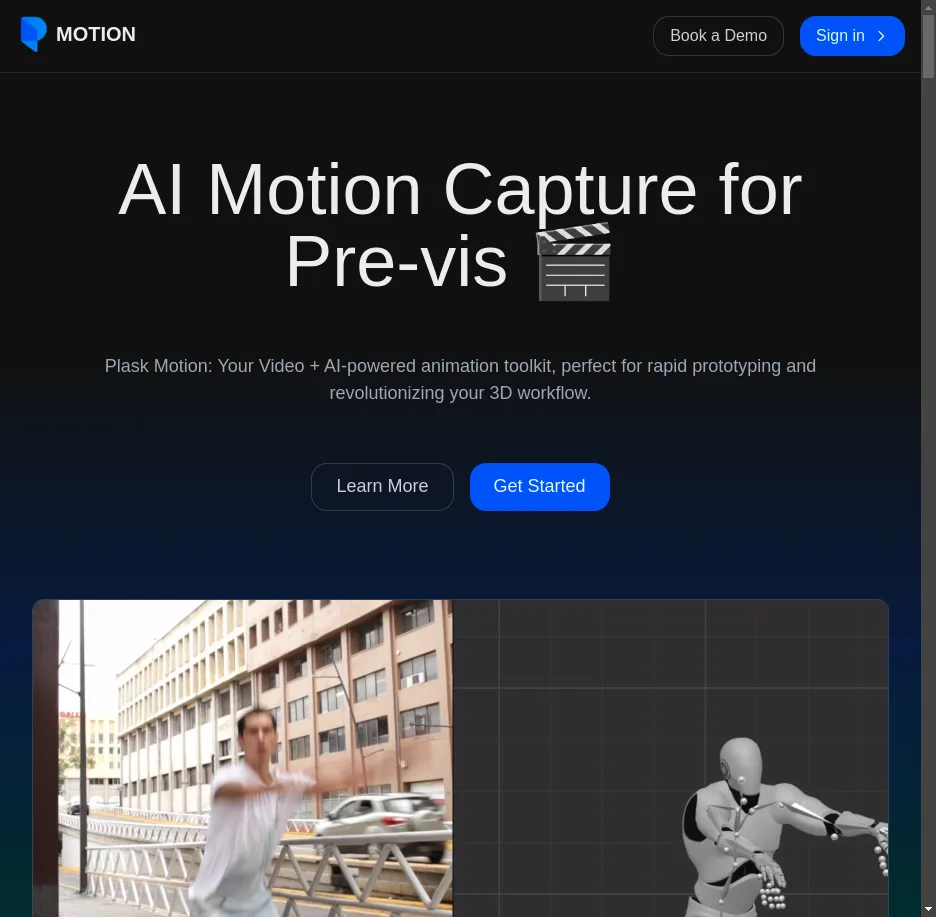 MOTION
Book a Demo
Sign in
AI Motion Capture for
Pre-vis 🎬
Plask Motion: Your Video + AI-powered animation toolkit, perfect for rapid prototyping and
revolutionizing your 3D workflow.
Learn More
Get Started